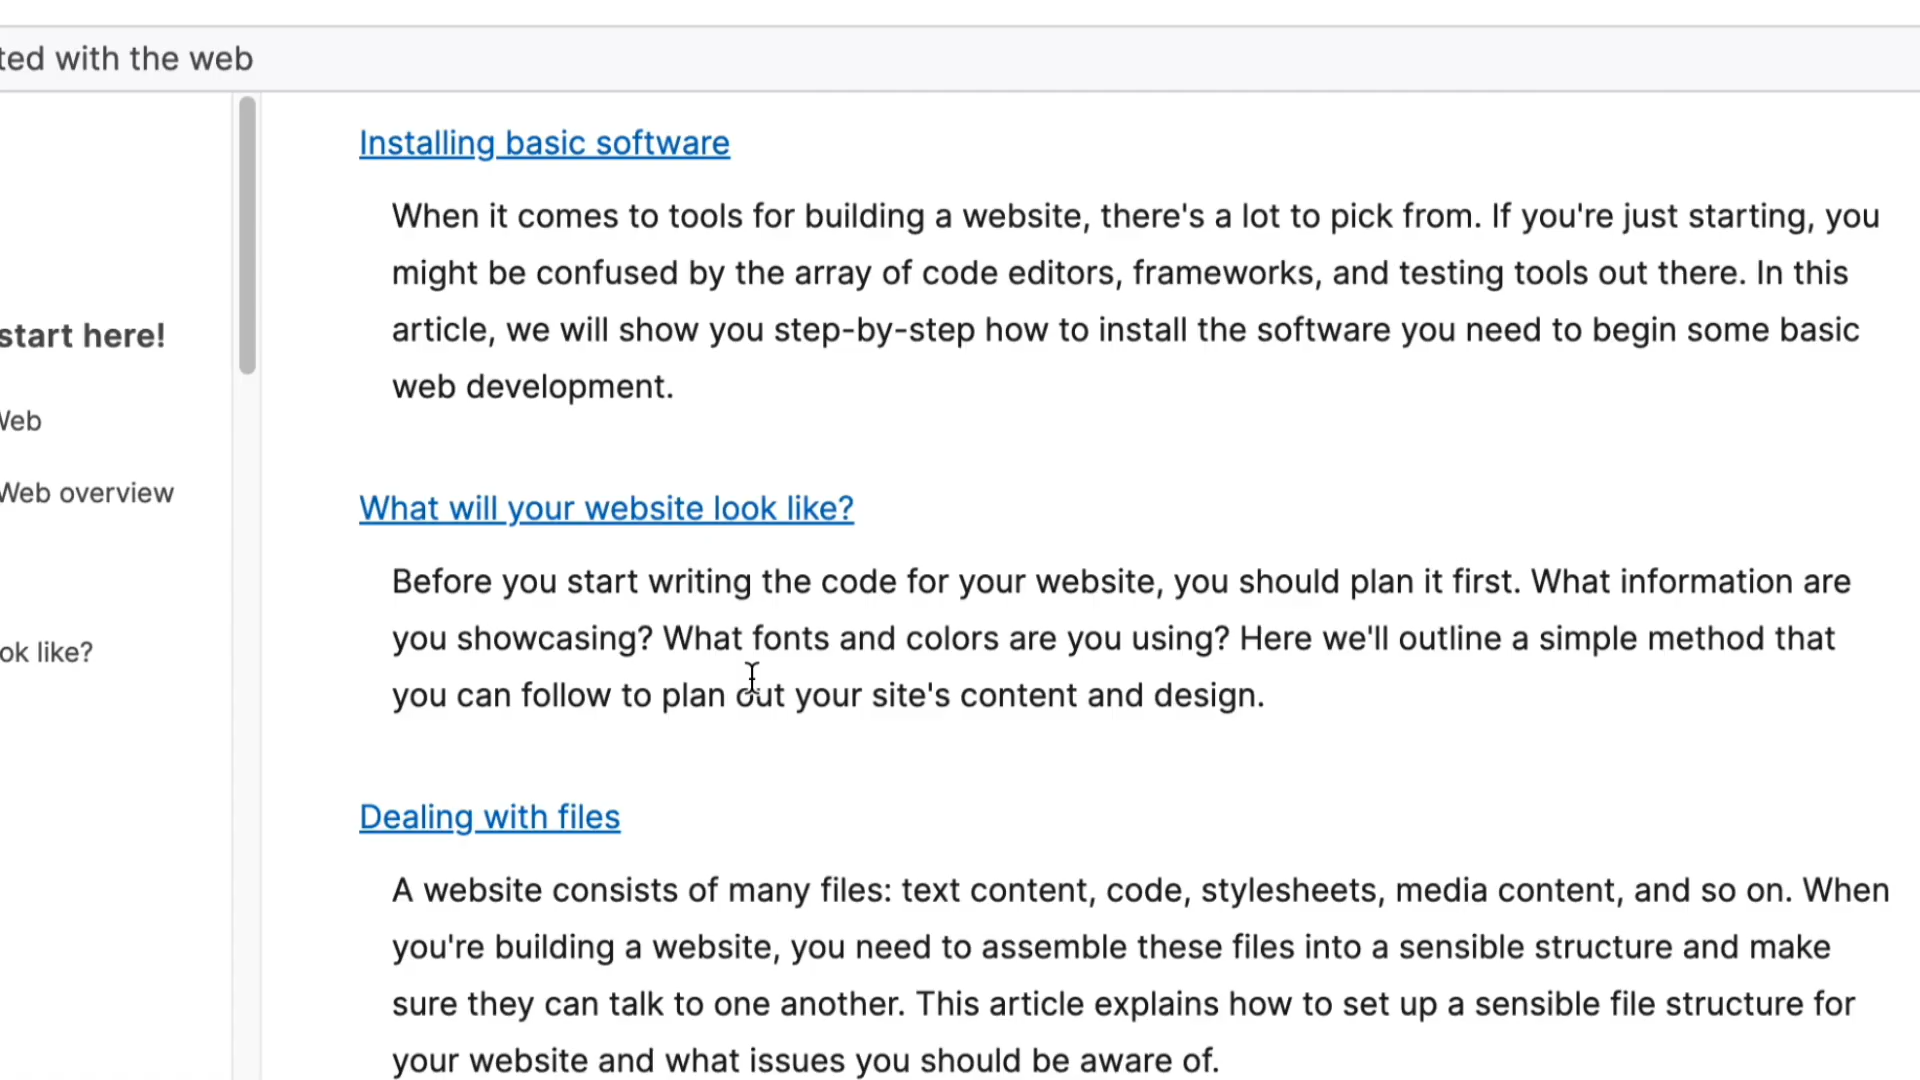 ted with the web
Installing basic software
When it comes to tools for building a website, there's a lot to pick from. If you're just starting, you
might be confused by the array of code editors, frameworks, and testing tools out there. In this
article, we will show you step-by-step how to install the software you need to begin some basic
web development.
start here!
Web
Web overview
ok like?
What will your website look like?
Before you start writing the code for your website, you should plan it first. What information are
you showcasing? What fonts and colors are you using? Here we'll outline a simple method that
you can follow to plan out your site's content and design.
Dealing with files
A website consists of many files: text content, code, stylesheets, media content, and so on. When
you're building a website, you need to assemble these files into a sensible structure and make
sure they can talk to one another. This article explains how to set up a sensible file structure for
your website and what issues you should be aware of.